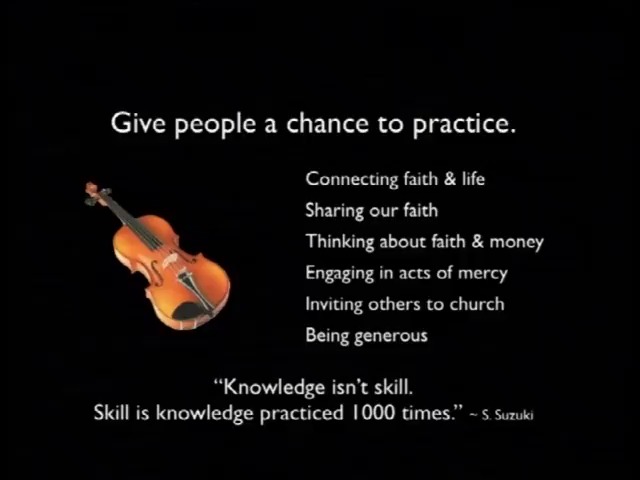 Give people a chance to practice.
Connecting faith & life
Sharing our faith
Thinking about faith & money
Engaging in acts of mercy
Inviting others to church
Being generous
“Knowledge isn’t skill.
Skill is knowledge practiced 1000 times.” ~ S. Suzuki